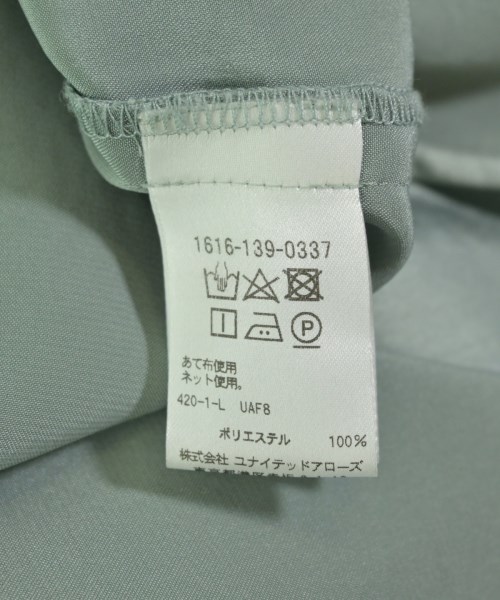 1616-139-0337
P
あて布使用
ネット使用。
420-1-L UAF8
ポリエステル 100%
株式会社 ユナイテッドアローズ